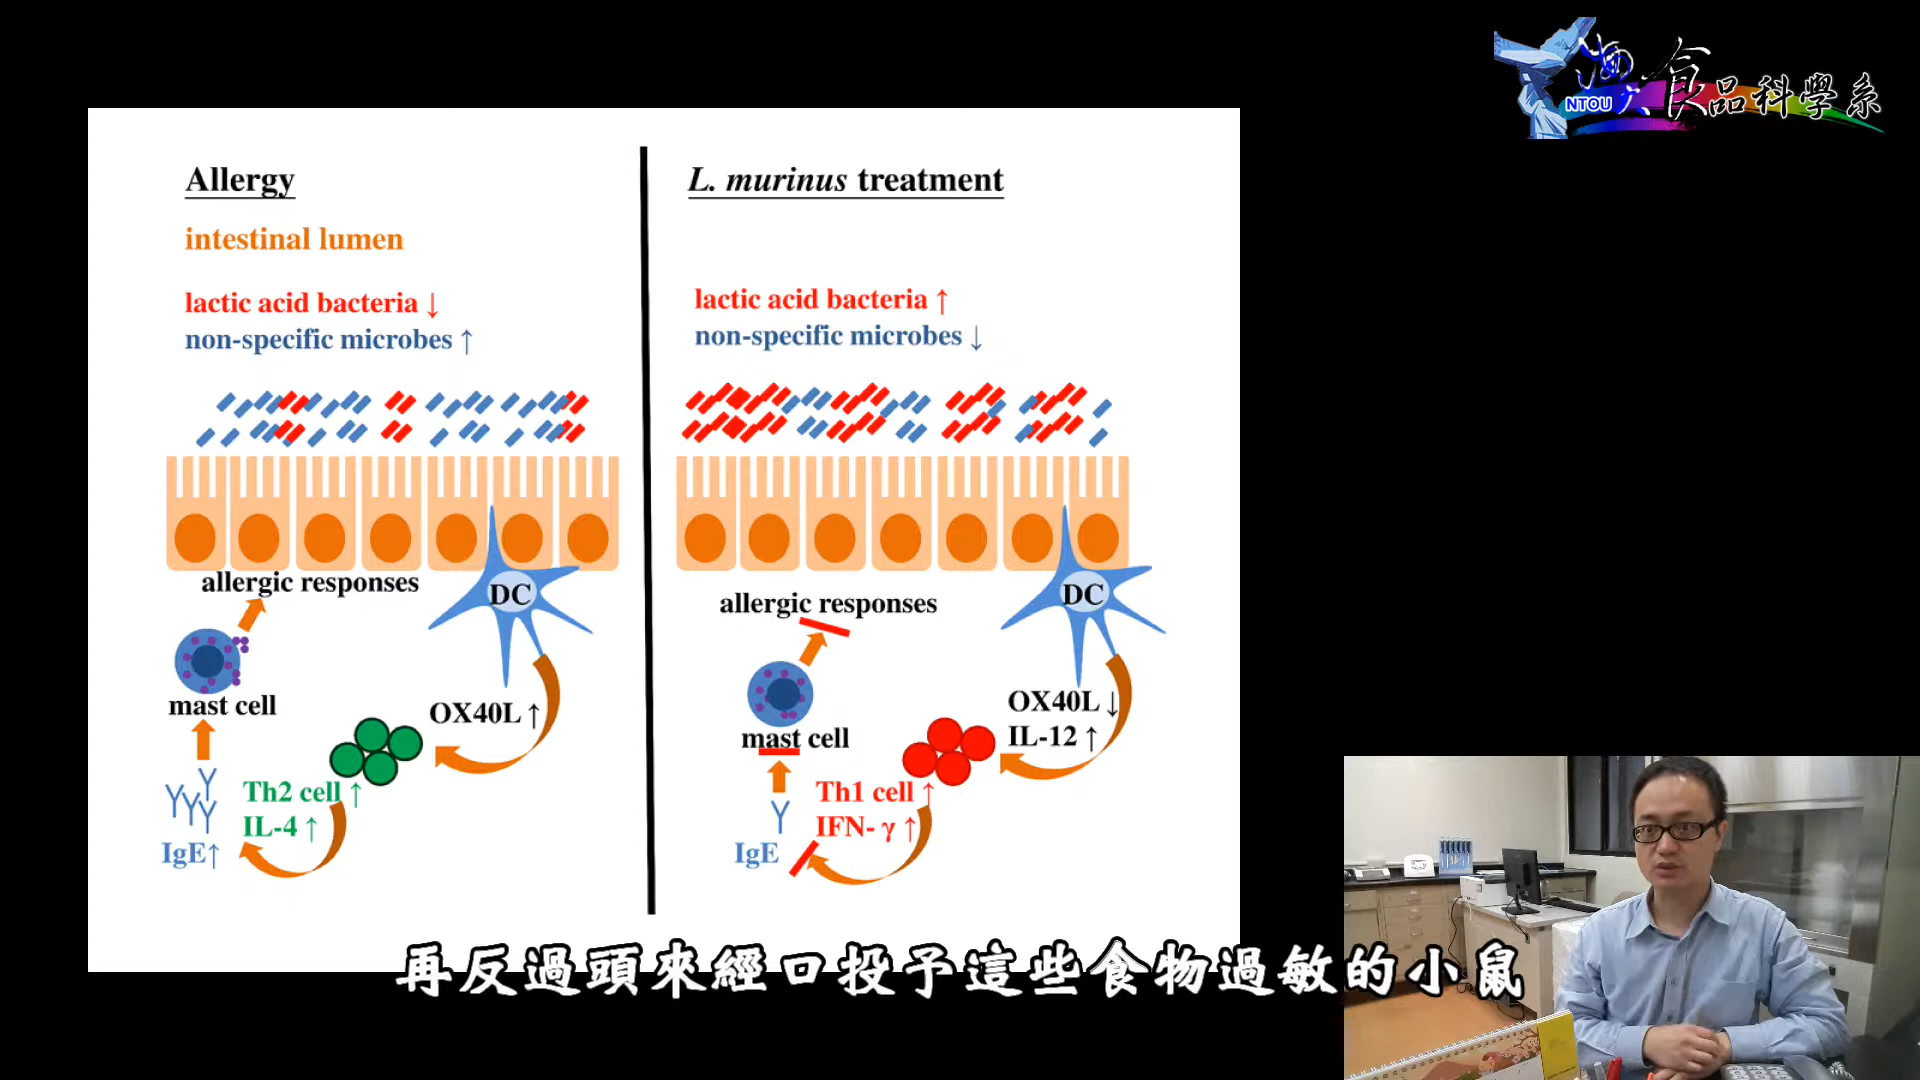 海大食品科學系
NTOU
Allergy
intestinal lumen
lactic acid bacteria ↓
non-specific microbes ↑
allergic responses
DC
mast cell
OX40L ↑
Th2 cell ↑
IL-4 ↑
IgE↑
L. murinus treatment
lactic acid bacteria ↑
non-specific microbes ↓
allergic responses
DC
mast cell
OX40L ↓
IL-12 ↑
Th1 cell ↑
IFN- γ ↑
IgE
再反過頭來經口投予這些食物過敏的小鼠